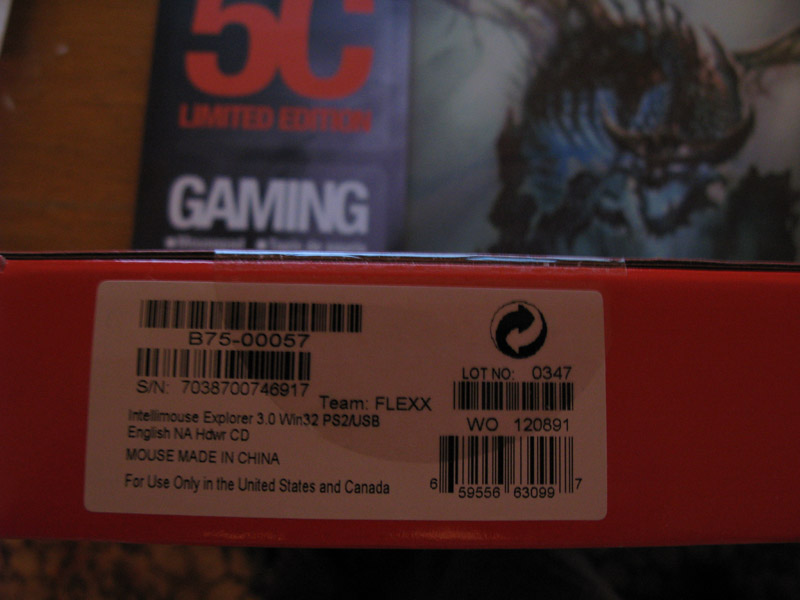 5C
LIMITED EDITION
GAMING
B75-00057
S/N: 7038700746917
Team: FLEXX
Intellimouse Explorer 3.0 Win32 PS2/USB
English NA Hdwr CD
MOUSE MADE IN CHINA
For Use Only in the United States and Canada
LOT NO: 0347
WO 120891
6 59556 63099 7